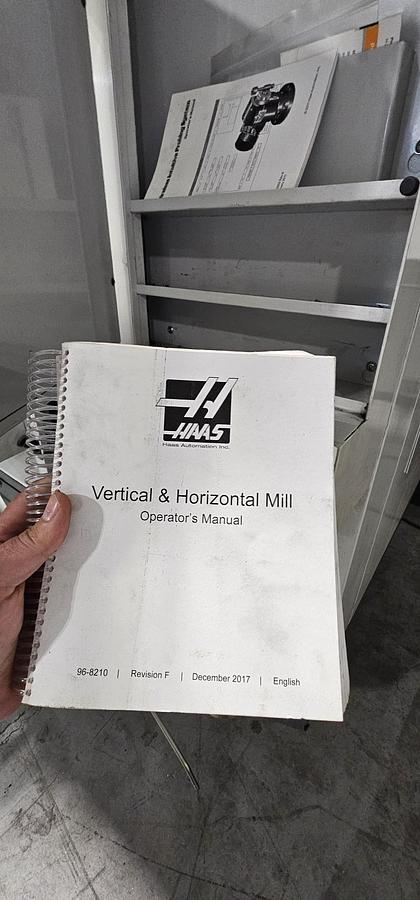 HAAS
Haas Automation Inc.
Vertical & Horizontal Mill
Operator's Manual
96-8210 | Revision F | December 2017 | English